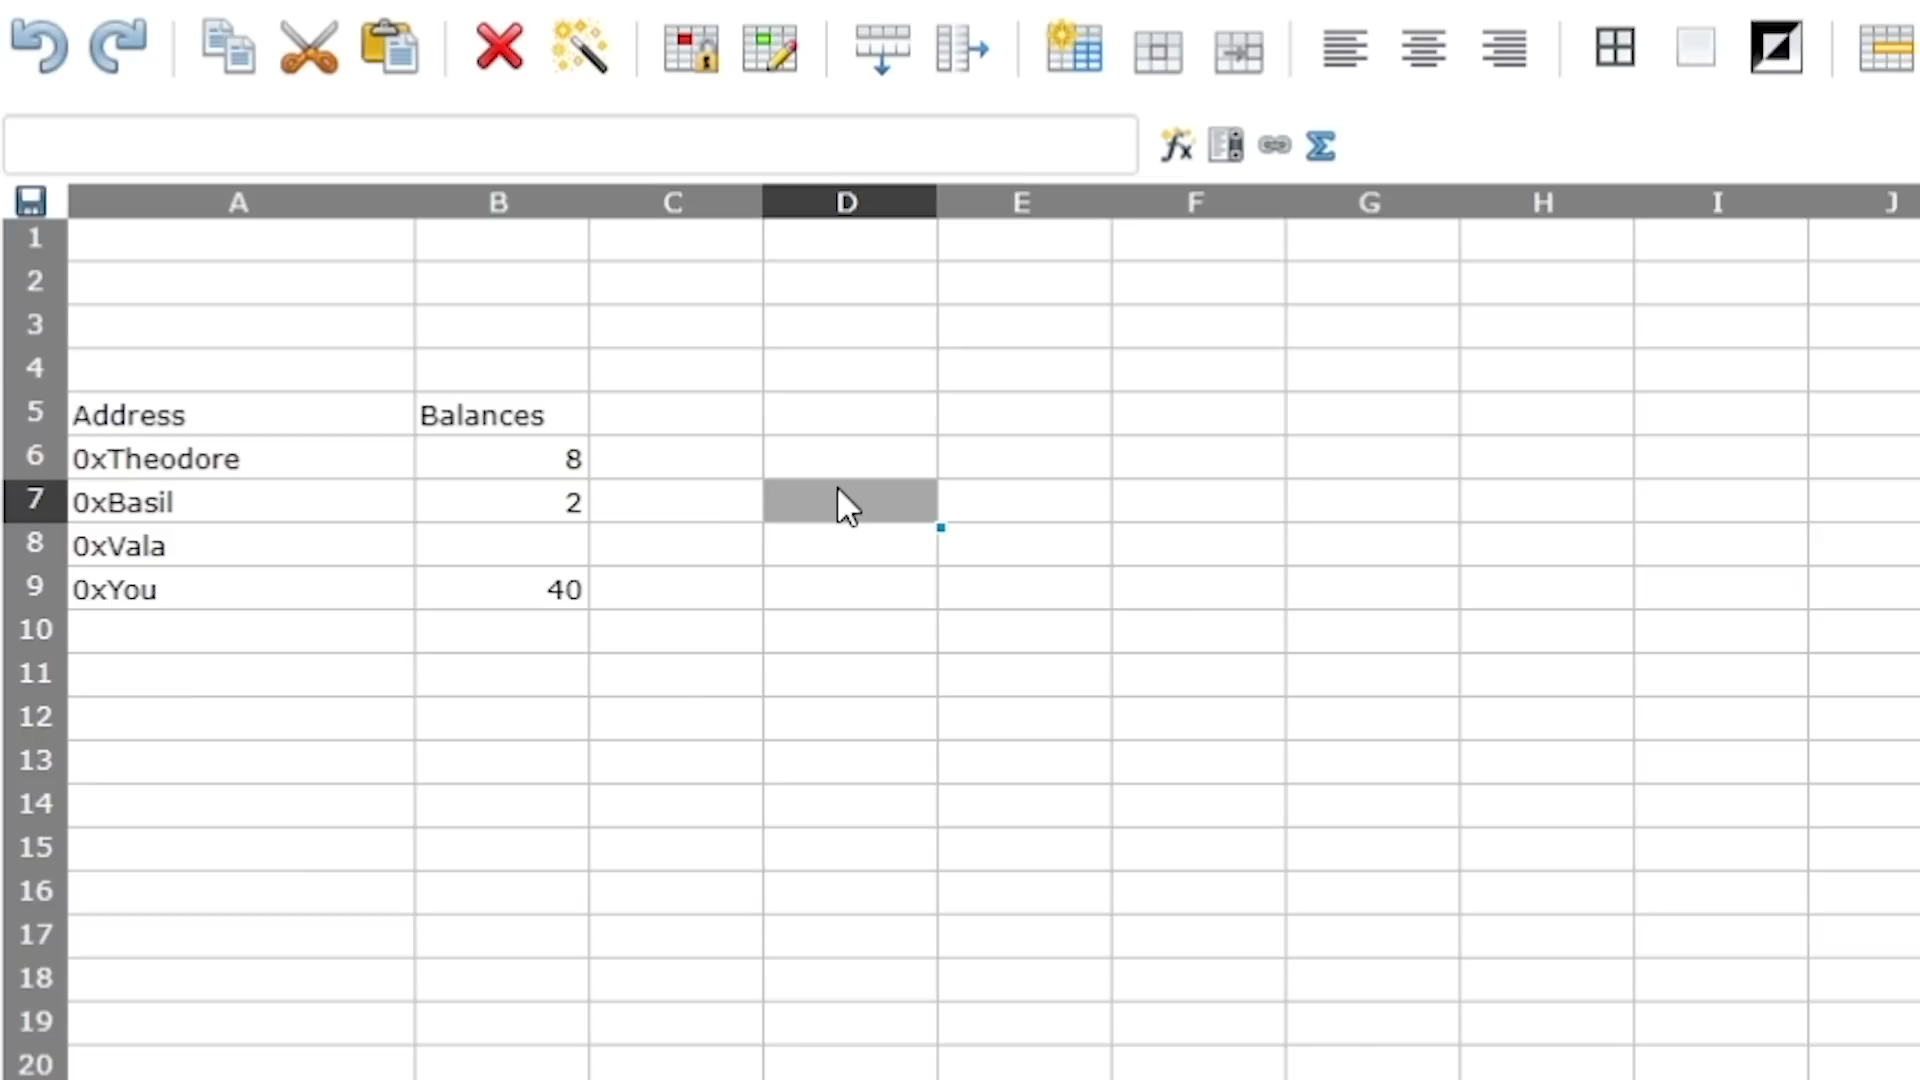 fx Σ
A B C D E F G H I J
1
2
3
4
5 Address Balances
6 0xTheodore 8
7 0xBasil 2
8 0xVala
9 0xYou 40
10
11
12
13
14
15
16
17
18
19
20